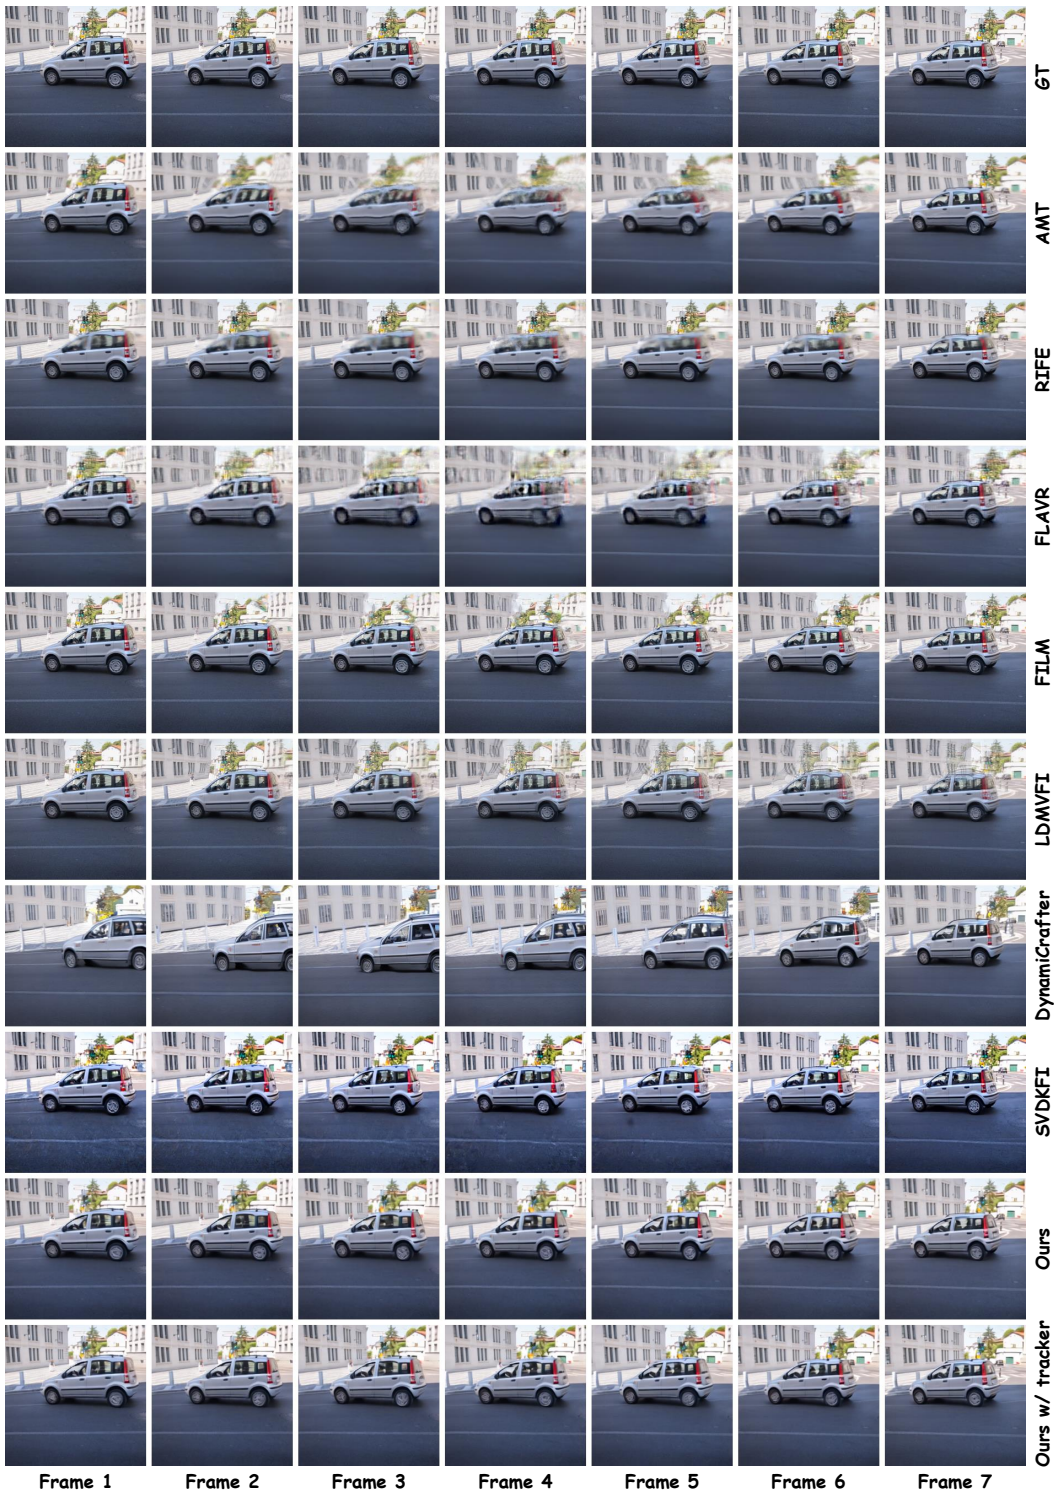 GT
AMT
RIFE
FLAVR
FILM
LDMVFI
DynamiCrafter
SVDKFI
Ours
Ours w/ tracker
Frame 1 Frame 2 Frame 3 Frame 4 Frame 5 Frame 6 Frame 7